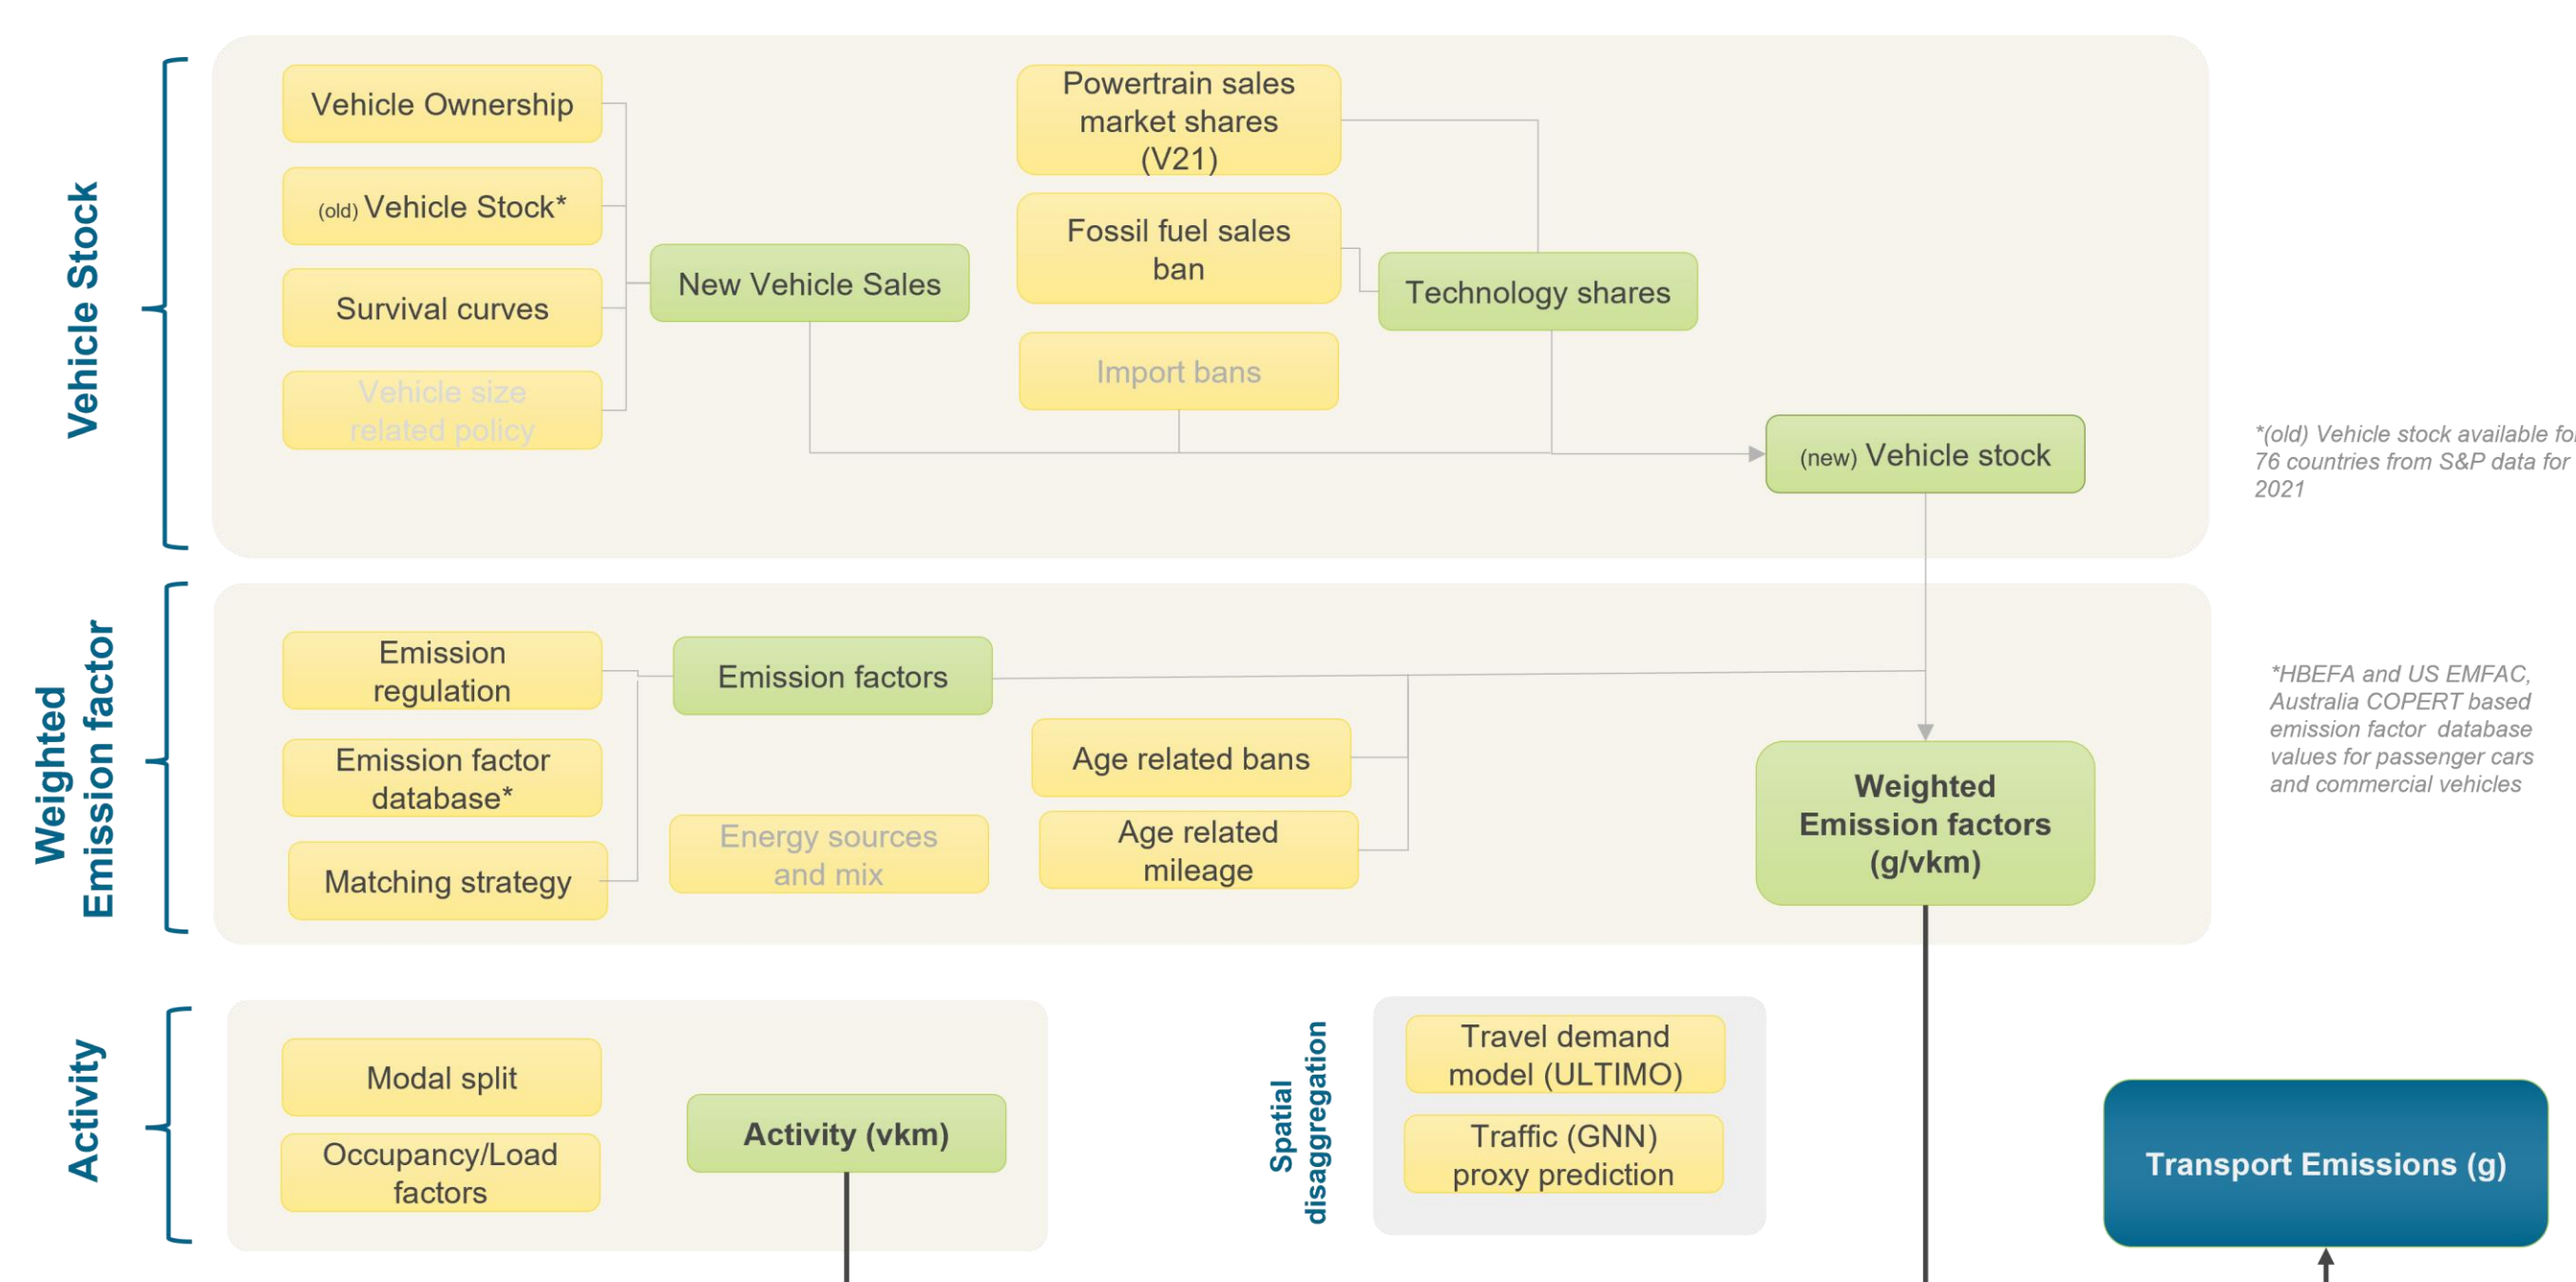 Vehicle Stock
Vehicle Ownership
(old) Vehicle Stock*
Survival curves
Vehicle size
related policy
New Vehicle Sales
Powertrain sales
market shares
(V21)
Fossil fuel sales
ban
Import bans
Technology shares
(new) Vehicle stock
*(old) Vehicle stock available for
76 countries from S&P data for
2021
Weighted
Emission factor
Emission
regulation
Emission factor
database*
Matching strategy
Emission factors
Energy sources
and mix
Age related bans
Age related
mileage
Weighted
Emission factors
(g/vkm)
*HBEFA and US EMFAC,
Australia COPERT based
emission factor database
values for passenger cars
and commercial vehicles
Activity
Modal split
Occupancy/Load
factors
Activity (vkm)
Spatial
disaggregation
Travel demand
model (ULTIMO)
Traffic (GNN)
proxy prediction
Transport Emissions (g)